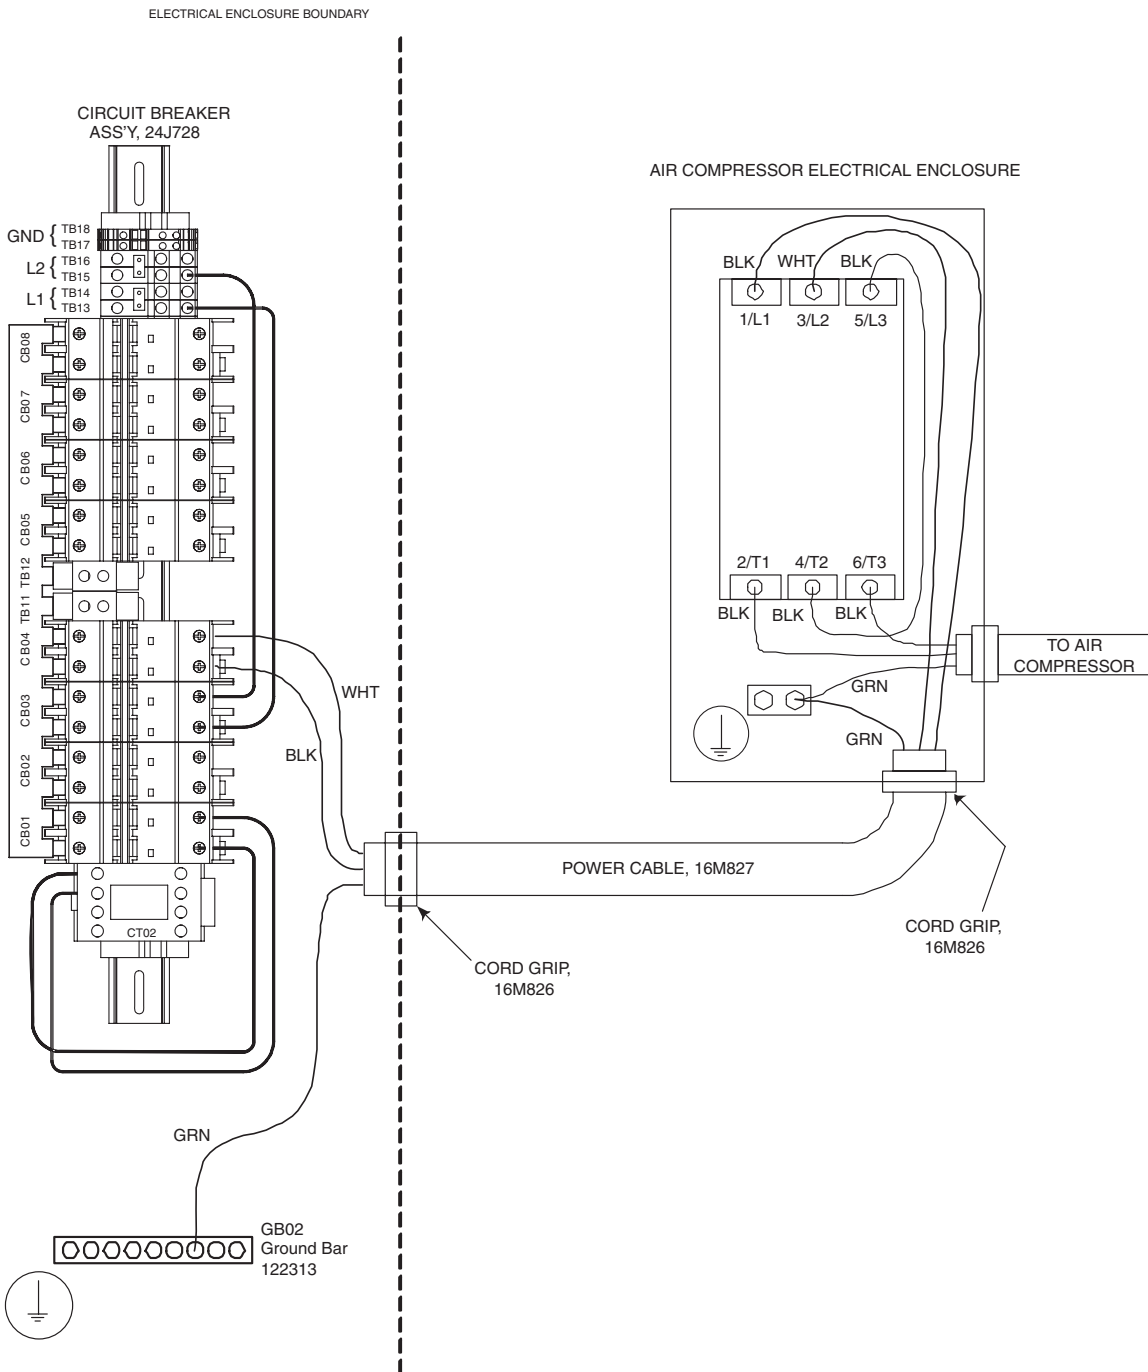 ELECTRICAL ENCLOSURE BOUNDARY
CIRCUIT BREAKER
ASS'Y, 24J728
GND {
TB18
TB17
L2 {
TB16
TB15
L1 {
TB14
TB13
CB08
CB07
CB06
CB05
TB12
TB11
CB04
CB03
CB02
CB01
CT02
WHT
BLK
GRN
GB02
Ground Bar
122313
POWER CABLE, 16M827
CORD GRIP,
16M826
AIR COMPRESSOR ELECTRICAL ENCLOSURE
BLK
WHT
BLK
1/L1
3/L2
5/L3
2/T1
4/T2
6/T3
BLK
BLK
BLK
TO AIR
COMPRESSOR
GRN
GRN
CORD GRIP,
16M826